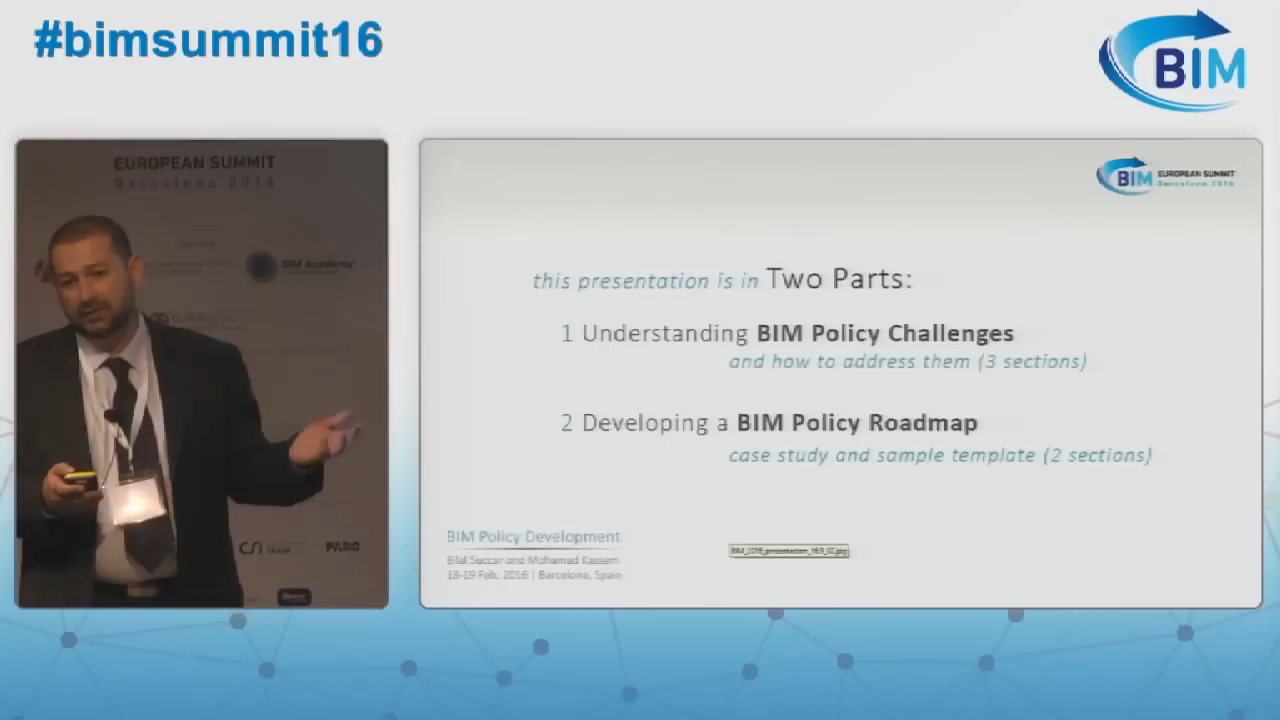 #bimsummit16
BIM
EUROPEAN SUMMIT
Barcelona 2016
BIM Academy
CSI
FARO
2
BIM EUROPEAN SUMMIT
Barcelona 2016
this presentation is in Two Parts:
1 Understanding BIM Policy Challenges
and how to address them (3 sections)
2 Developing a BIM Policy Roadmap
case study and sample template (2 sections)
BIM Policy Development
Bilal Succar and Mohamad Kassem
18-19 Feb, 2016 | Barcelona, Spain